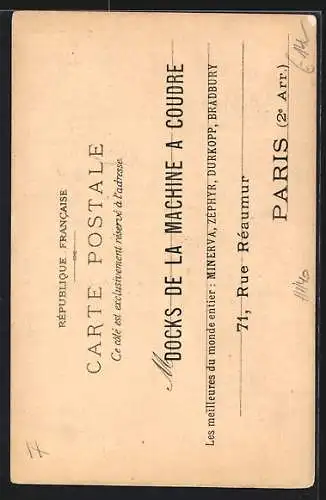 RÉPUBLIQUE FRANÇAISE
CARTE POSTALE
Ce côté est exclusivement réservé à l'adresse
M DOCKS DE LA MACHINE A COUDRE
Les meilleures du monde entier : MINERVA, ZÉPHYR, DURKOPP, BRADBURY
71, Rue Réaumur
PARIS (2e Arr.)